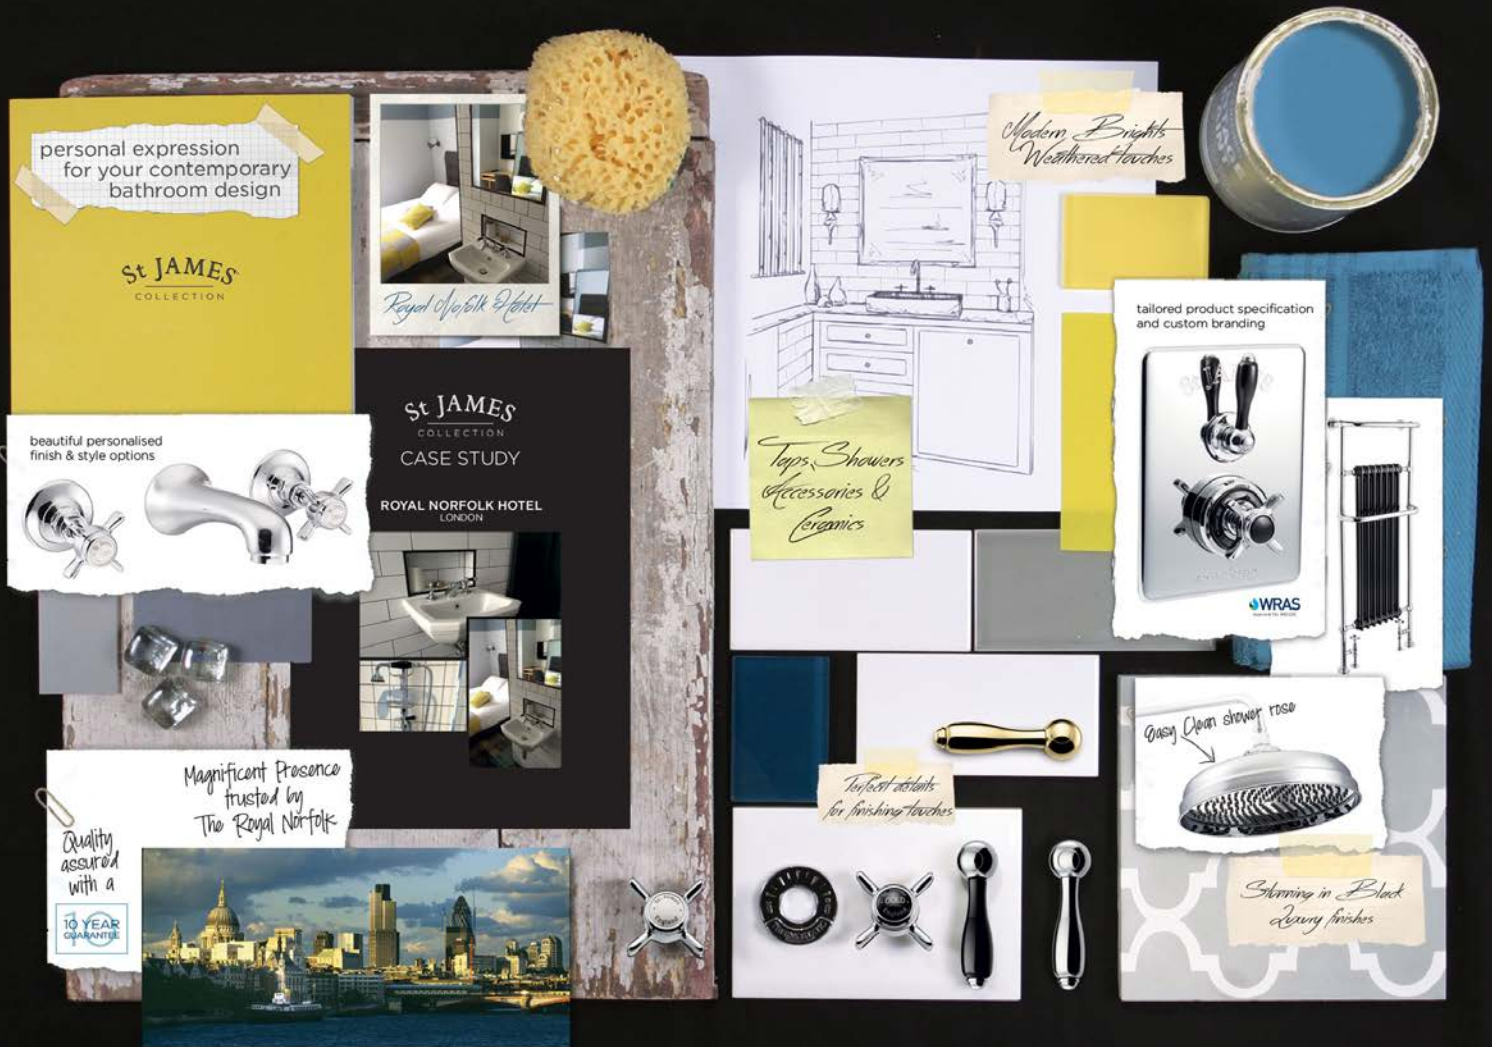 personal expression
for your contemporary
bathroom design
St JAMES
COLLECTION
Royal Norfolk Hotel
Modern Brights
Weathered touches
tailored product specification
and custom branding
St JAMES
COLLECTION
CASE STUDY
ROYAL NORFOLK HOTEL
LONDON
beautiful personalised
finish & style options
Taps, Showers
Accessories &
Ceramics
WRAS
Easy Clean shower rose
Magnificent Presence
trusted by
The Royal Norfolk
Quality
assured
with a
10 YEAR
GUARANTEE
Perfect details
for finishing touches
COLD
Stunning in Black
Luxury finishes